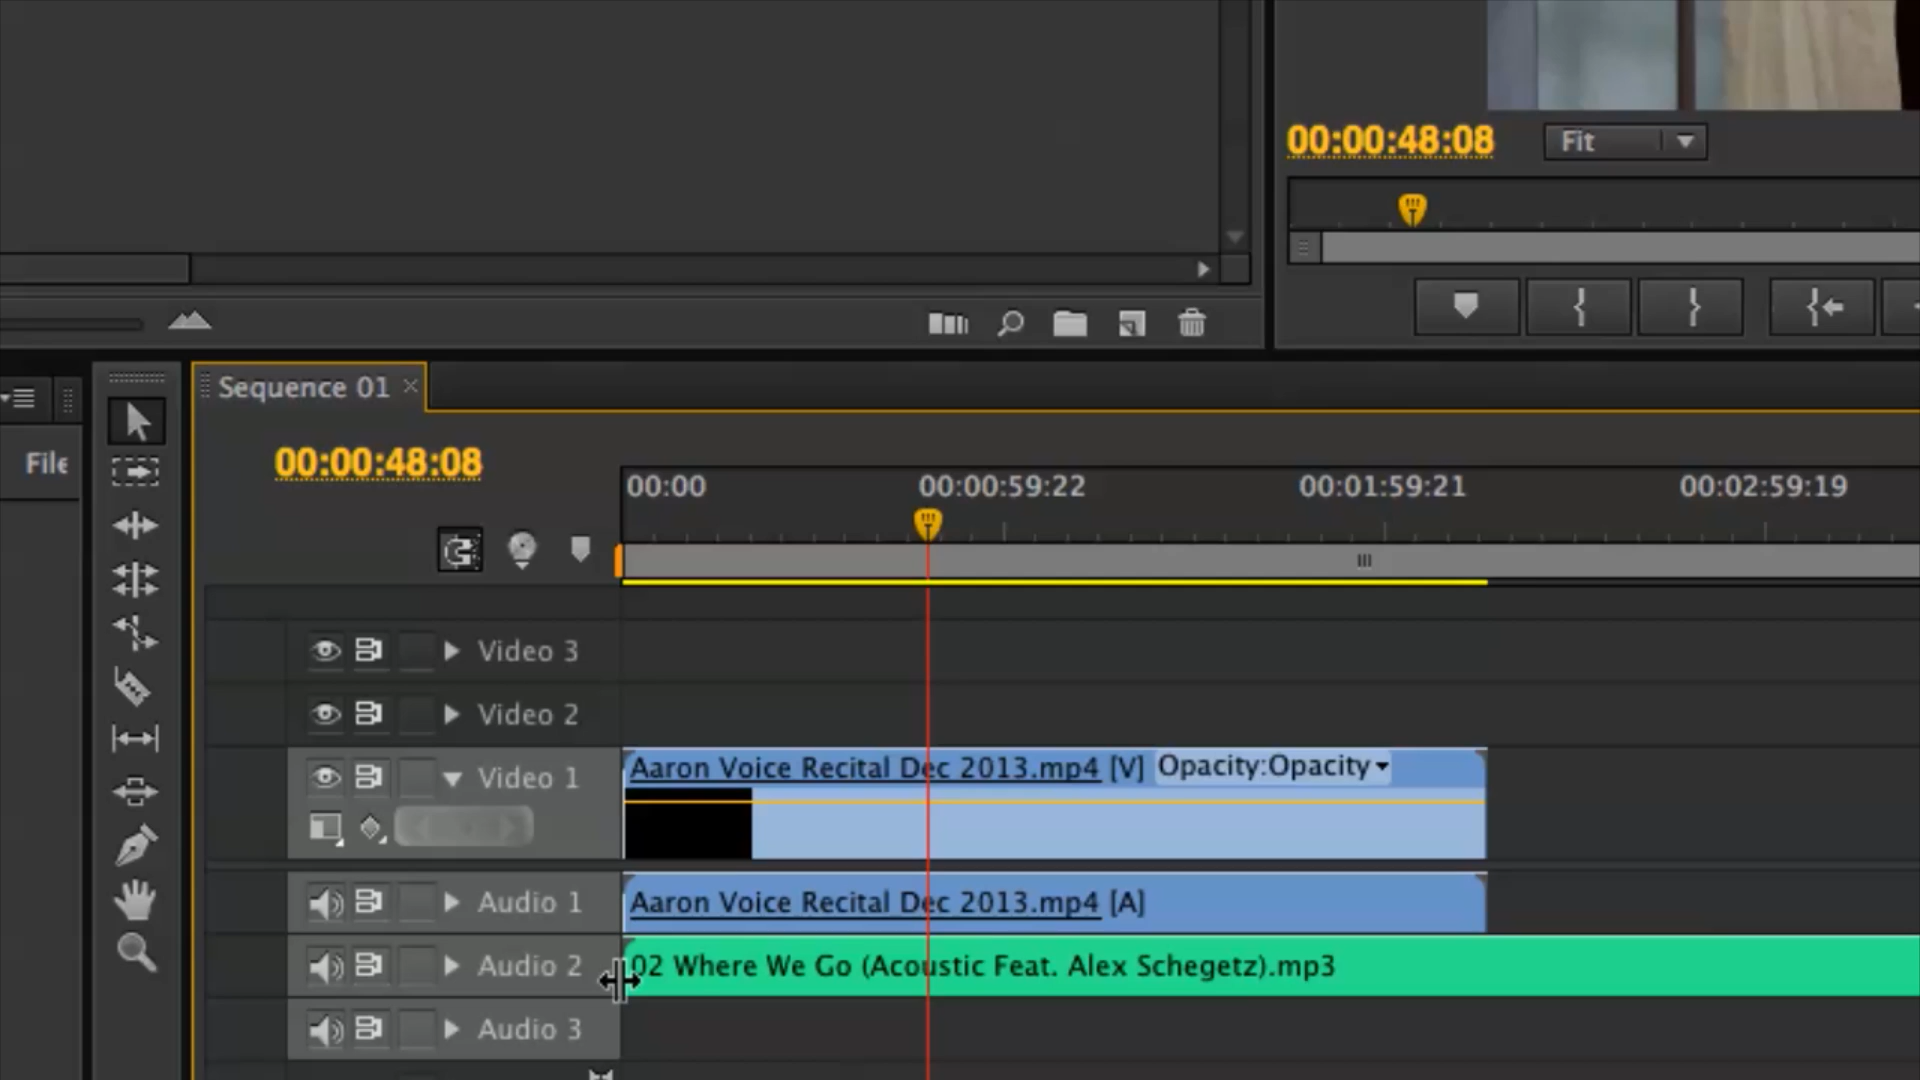 00:00:48:08
Fit
Sequence 01
File
00:00:48:08
00:00
00:00:59:22
00:01:59:21
00:02:59:19
Video 3
Video 2
Video 1
Aaron Voice Recital Dec 2013.mp4 [V] Opacity:Opacity
Audio 1
Aaron Voice Recital Dec 2013.mp4 [A]
Audio 2
02 Where We Go (Acoustic Feat. Alex Schegetz).mp3
Audio 3